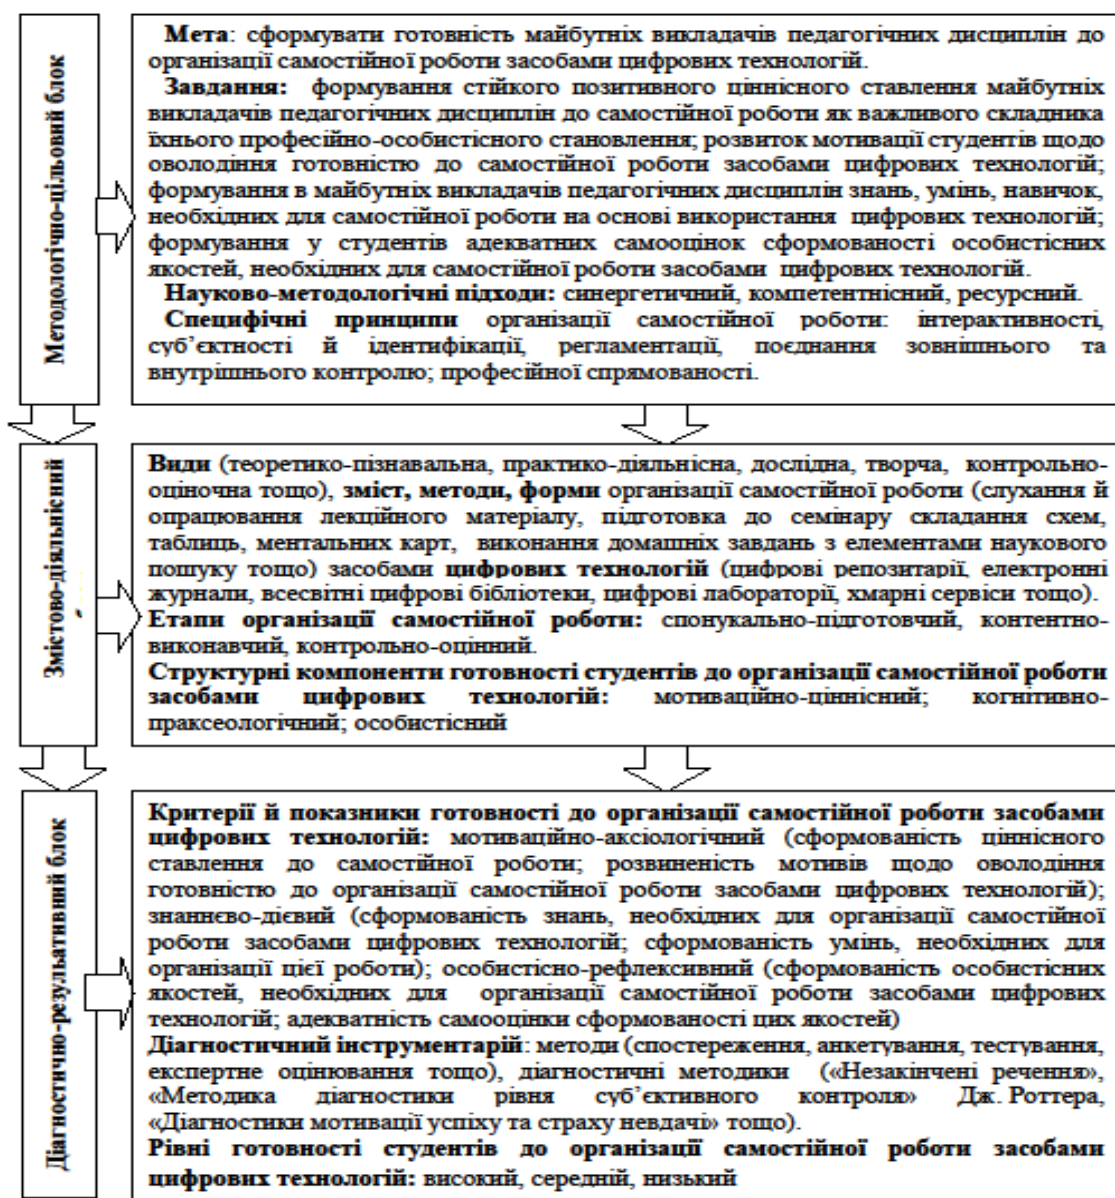 Методологічно-цільовий блок
Мета: сформувати готовність майбутніх викладачів педагогічних дисциплін до
організації самостійної роботи засобами цифрових технологій.
Завдання: формування стійкого позитивного ціннісного ставлення майбутніх
викладачів педагогічних дисциплін до самостійної роботи як важливого складника
їхнього професійно-особистісного становлення; розвиток мотивації студентів щодо
оволодіння готовністю до самостійної роботи засобами цифрових технологій;
формування в майбутніх викладачів педагогічних дисциплін знань, умінь, навичок,
необхідних для самостійної роботи на основі використання цифрових технологій;
формування у студентів адекватних самооцінок сформованості особистісних
якостей, необхідних для самостійної роботи засобами цифрових технологій.
Науково-методологічні підходи: синергетичний, компетентнісний, ресурсний.
Специфічні принципи організації самостійної роботи: інтерактивності,
суб’єктності й ідентифікації, регламентації, поєднання зовнішнього та
внутрішнього контролю; професійної спрямованості.
Змістово-діяльнісний
Види (теоретико-пізнавальна, практико-діяльнісна, дослідна, творча, контрольно-
оціночна тощо), зміст, методи, форми організації самостійної роботи (слухання й
опрацювання лекційного матеріалу, підготовка до семінару складання схем,
таблиць, ментальних карт, виконання домашніх завдань з елементами наукового
пошуку тощо) засобами цифрових технологій (цифрові репозитарії, електронні
журнали, всесвітні цифрові бібліотеки, цифрові лабораторії, хмарні сервіси тощо).
Етапи організації самостійної роботи: спонукально-підготовчий, контентно-
виконавчий, контрольно-оцінний.
Структурні компоненти готовності студентів до організації самостійної роботи
засобами цифрових технологій: мотиваційно-ціннісний; когнітивно-
праксеологічний; особистісний
Діагностично-результативний блок
Критерії й показники готовності до організації самостійної роботи засобами
цифрових технологій: мотиваційно-аксіологічний (сформованість ціннісного
ставлення до самостійної роботи; розвиненість мотивів щодо оволодіння
готовністю до організації самостійної роботи засобами цифрових технологій);
знаннєво-дієвий (сформованість знань, необхідних для організації самостійної
роботи засобами цифрових технологій; сформованість умінь, необхідних для
організації цієї роботи); особистісно-рефлексивний (сформованість особистісних
якостей, необхідних для організації самостійної роботи засобами цифрових
технологій; адекватність самооцінки сформованості цих якостей)
Діагностичний інструментарій: методи (спостереження, анкетування, тестування,
експертне оцінювання тощо), діагностичні методики («Незакінчені речення»,
«Методика діагностики рівня суб’єктивного контроля» Дж. Роттера,
«Діагностики мотивації успіху та страху невдачі» тощо).
Рівні готовності студентів до організації самостійної роботи засобами
цифрових технологій: високий, середній, низький